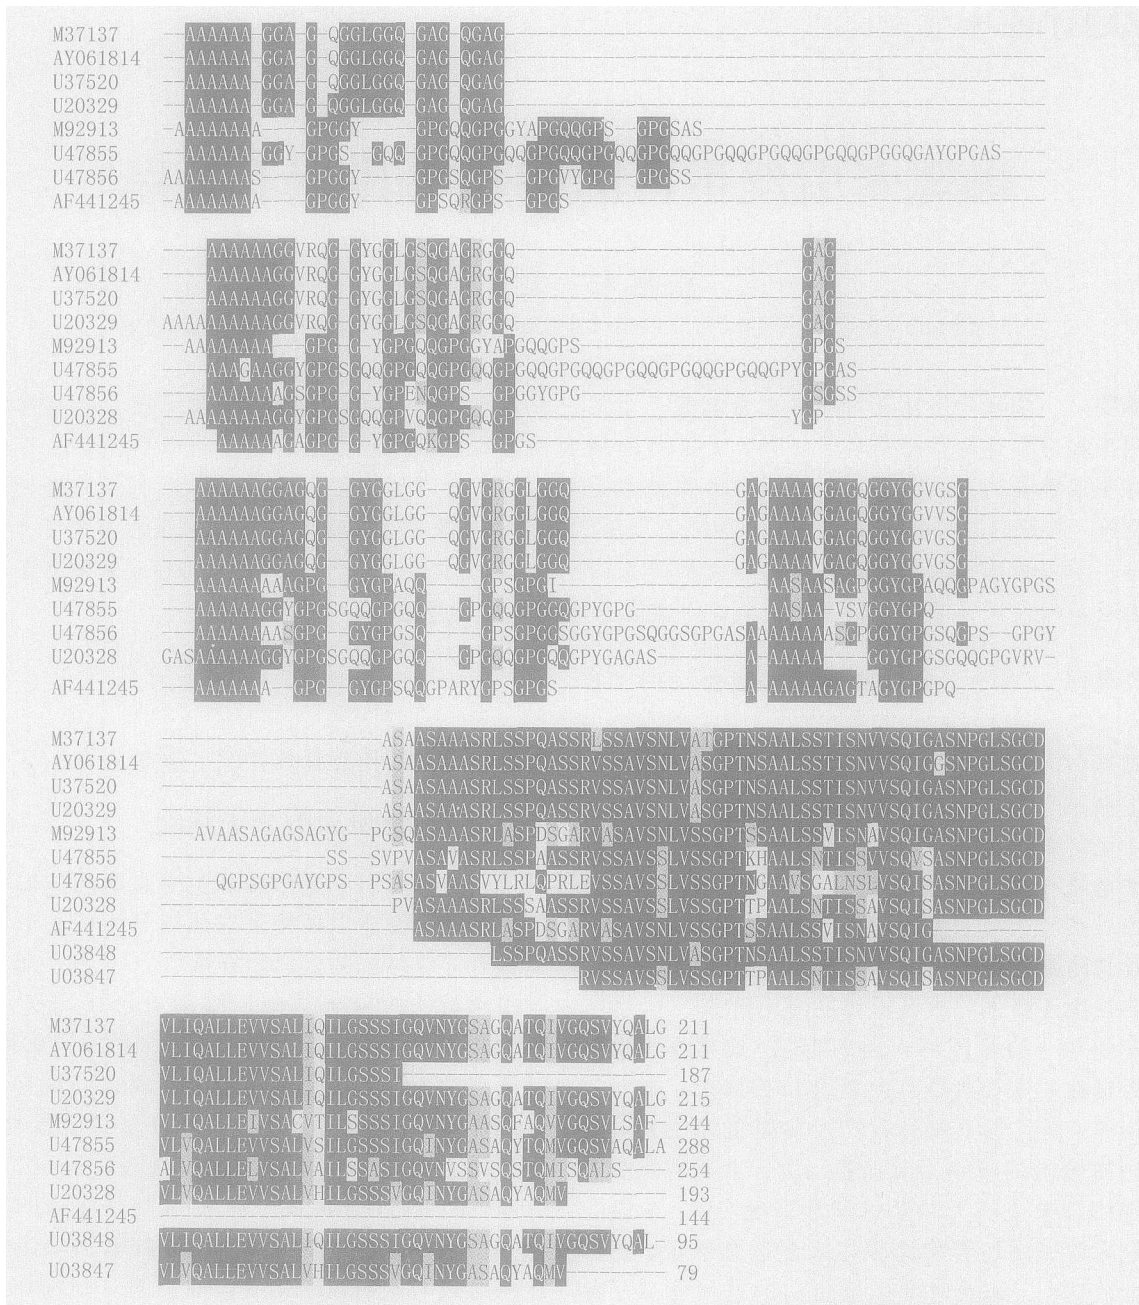 M37137 --AAAAAA-GGA-G-QGGLGGQ-GAG-QGAG-------------------------------------------------
AY061814 --AAAAAA-GGA-G-QGGLGGQ-GAG-QGAG-------------------------------------------------
U37520 --AAAAAA-GGA-G-QGGLGGQ-GAG-QGAG-------------------------------------------------
U20329 --AAAAAA-GGA-G-QGGLGGQ-GAG-QGAG-------------------------------------------------
M92913 -AAAAAAAA----GPGGY-----GPGQQGPGGYAPGQQGPS--GPGSAS-------------------------------
U47855 --AAAAAA-GGY-GPGS--GQQ-GPGQQGPGQQGPGQQGPGQQGPGQQGPGQQGPGQQGPGQQGPGGQGAYGPGAS----
U47856 AAAAAAAAS----GPGGY-----GPGSQGPS--GPGVYGPG--GPGSS--------------------------------
AF441245 -AAAAAAAA----GPGGY-----GPSQRGPS--GPGS-------------------------------------------
M37137 ----AAAAAAGGVRQG-GYGGLGSQGAGRGGQ--------------------------GAG-------------------
AY061814 ----AAAAAAGGVRQG-GYGGLGSQGAGRGGQ--------------------------GAG-------------------
U37520 ----AAAAAAGGVRQG-GYGGLGSQGAGRGGQ--------------------------GAG-------------------
U20329 AAAAAAAAAAGGVRQG-GYGGLGSQGAGRGGQ--------------------------GAG-------------------
M92913 --AAAAAAAA---GPG-G-YGPGQQGPGGYAPGQQGPS--------------------GPGS------------------
U47855 ----AAAGAAGGYGPGSGQQGPGQQGPGQQGPGQQGPGQQGPGQQGPGQQGPGQQGPYGPGAS-----------------
U47856 ----AAAAAAAGSGPG-G-YGPENQGPS--GPGGYGPG--------------------GSGSS-----------------
U20328 --AAAAAAAAGGYGPGSGQQGPVQQGPGQQGP-------------------------YGP--------------------
AF441245 -----AAAAAAGAGPG-G-YGPGQKGPS--GPGS----------------------------------------------
M37137 ---AAAAAAGGAGQG--GYGGLGG--QGVGRGGLGGQ---------------GAGAAAAGGAGQGGYGGVGSG--------
AY061814 ---AAAAAAGGAGQG--GYGGLGG--QGVGRGGLGGQ---------------GAGAAAAGGAGQGGYGGVVSG--------
U37520 ---AAAAAAGGAGQG--GYGGLGG--QGVGRGGLGGQ---------------GAGAAAAGGAGQGGYGGVGSG--------
U20329 ---AAAAAAGGAGQG--GYGGLGG--QGVGRGGLGGQ---------------GAGAAAAVGAGQGGYGGVGSG--------
M92913 ---AAAAAAAAAGPG--GYGPAQQ-----GPSGPGI-------------------AASAASAGPGGYGPAQQGPAGYGPGS
U47855 ---AAAAAAGGYGPGSGQQGPGQQ---GPGQQGPGGQGPYGPG------------AASAA-VSVGGYGPQ-----------
U47856 ---AAAAAAAASGPG--GYGPGSQ-----GPSGPGGSGGYGPGSQGGSGPGASAAAAAAAASGPGGYGPGSQGPS--GPGY
U20328 GASAAAAAAGGYGPGSGQQGPGQQ---GPGQQGPGQQGPYGAGAS--------A-AAAAA----GGYGPGSGQQGPGVRV-
AF441245 ---AAAAAAA--GPG--GYGPSQQGPARYGPSGPGS-----------------A-AAAAAGAGTAGYGPGPQ---------
M37137 --------------------ASAASAAASRLSSPQASSRLSSAVSNLVATGPTNSAALSSTISNVVSQIGASNPGLSGCD
AY061814 --------------------ASAASAAASRLSSPQASSRVSSAVSNLVASGPTNSAALSSTISNVVSQIGGSNPGLSGCD
U37520 --------------------ASAASAAASRLSSPQASSRVSSAVSNLVASGPTNSAALSSTISNVVSQIGASNPGLSGCD
U20329 --------------------ASAASAAASRLSSPQASSRVSSAVSNLVASGPTNSAALSSTISNVVSQIGASNPGLSGCD
M92913 ---AVAASAGAGSAGYG--PGSQASAAASRLASPDSGARVASAVSNLVSSGPTSSAALSSVISNAVSQIGASNPGLSGCD
U47855 ---------------SS--SVPVASAVASRLSSPAASSRVSSAVSSLVSSGPTKHAALSNTISSVVSQVSASNPGLSGCD
U47856 -----QGPSGPGAYGPS--PSASASVAASVYLRLQPRLEVSSAVSSLVSSGPTNGAAVSGALNSLVSQISASNPGLSGCD
U20328 ---------------------PVASAAASRLSSSAASSRVSSAVSSLVSSGPTTPAALSNTISSAVSQISASNPGLSGCD
AF441245 -----------------------ASAAASRLASPDSGARVASAVSNLVSSGPTSSAALSSVISNAVSQIG----------
U03848 ------------------------------LSSPQASSRVSSAVSNLVASGPTNSAALSSTISNVVSQIGASNPGLSGCD
U03847 --------------------------------------RVSSAVSSLVSSGPTTPAALSNTISSAVSQISASNPGLSGCD
M37137 VLIQALLEVVSALIQILGSSSIGQVNYGSAGQATQIVGQSVYQALG 211
AY061814 VLIQALLEVVSALIQILGSSSIGQVNYGSAGQATQIVGQSVYQALG 211
U37520 VLIQALLEVVSALIQILGSSSI------------------------ 187
U20329 VLIQALLEVVSALIQILGSSSIGQVNYGSAGQATQIVGQSVYQALG 215
M92913 VLIQALLEIVSACVTILSSSSIGQVNYGAASQFAQVVGQSVLSAF- 244
U47855 VLVQALLEVVSALVSILGSSSIGQINYGASAQYTQMVGQSVAQALA 288
U47856 ALVQALLELVSALVAILSSASIGQVNVSSVSQSTQMISQALS---- 254
U20328 VLVQALLEVVSALVHILGSSSVGQINYGASAQYAQMV--------- 193
AF441245 ---------------------------------------------- 144
U03848 VLIQALLEVVSALIQILGSSSIGQVNYGSAGQATQIVGQSVYQAL- 95
U03847 VLVQALLEVVSALVHILGSSSVGQINYGASAQYAQMV--------- 79